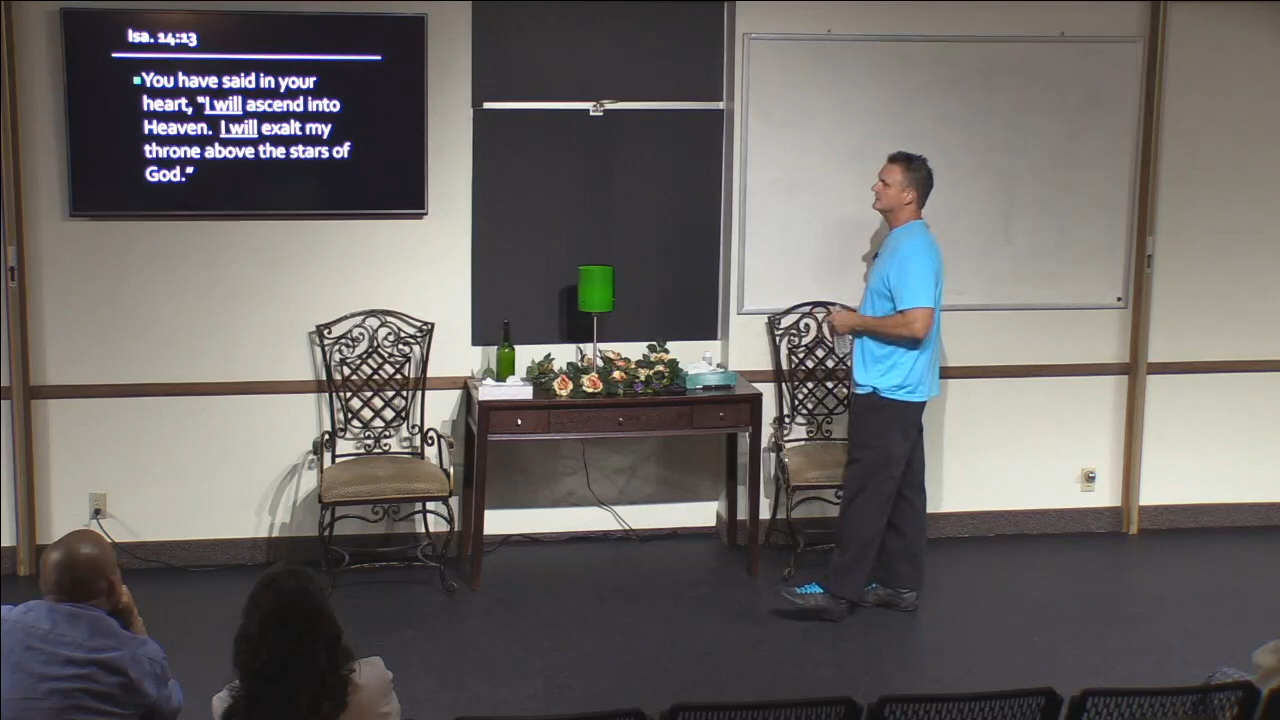 Isa. 14:13
You have said in your
heart, "I will ascend into
Heaven. I will exalt my
throne above the stars of
God."